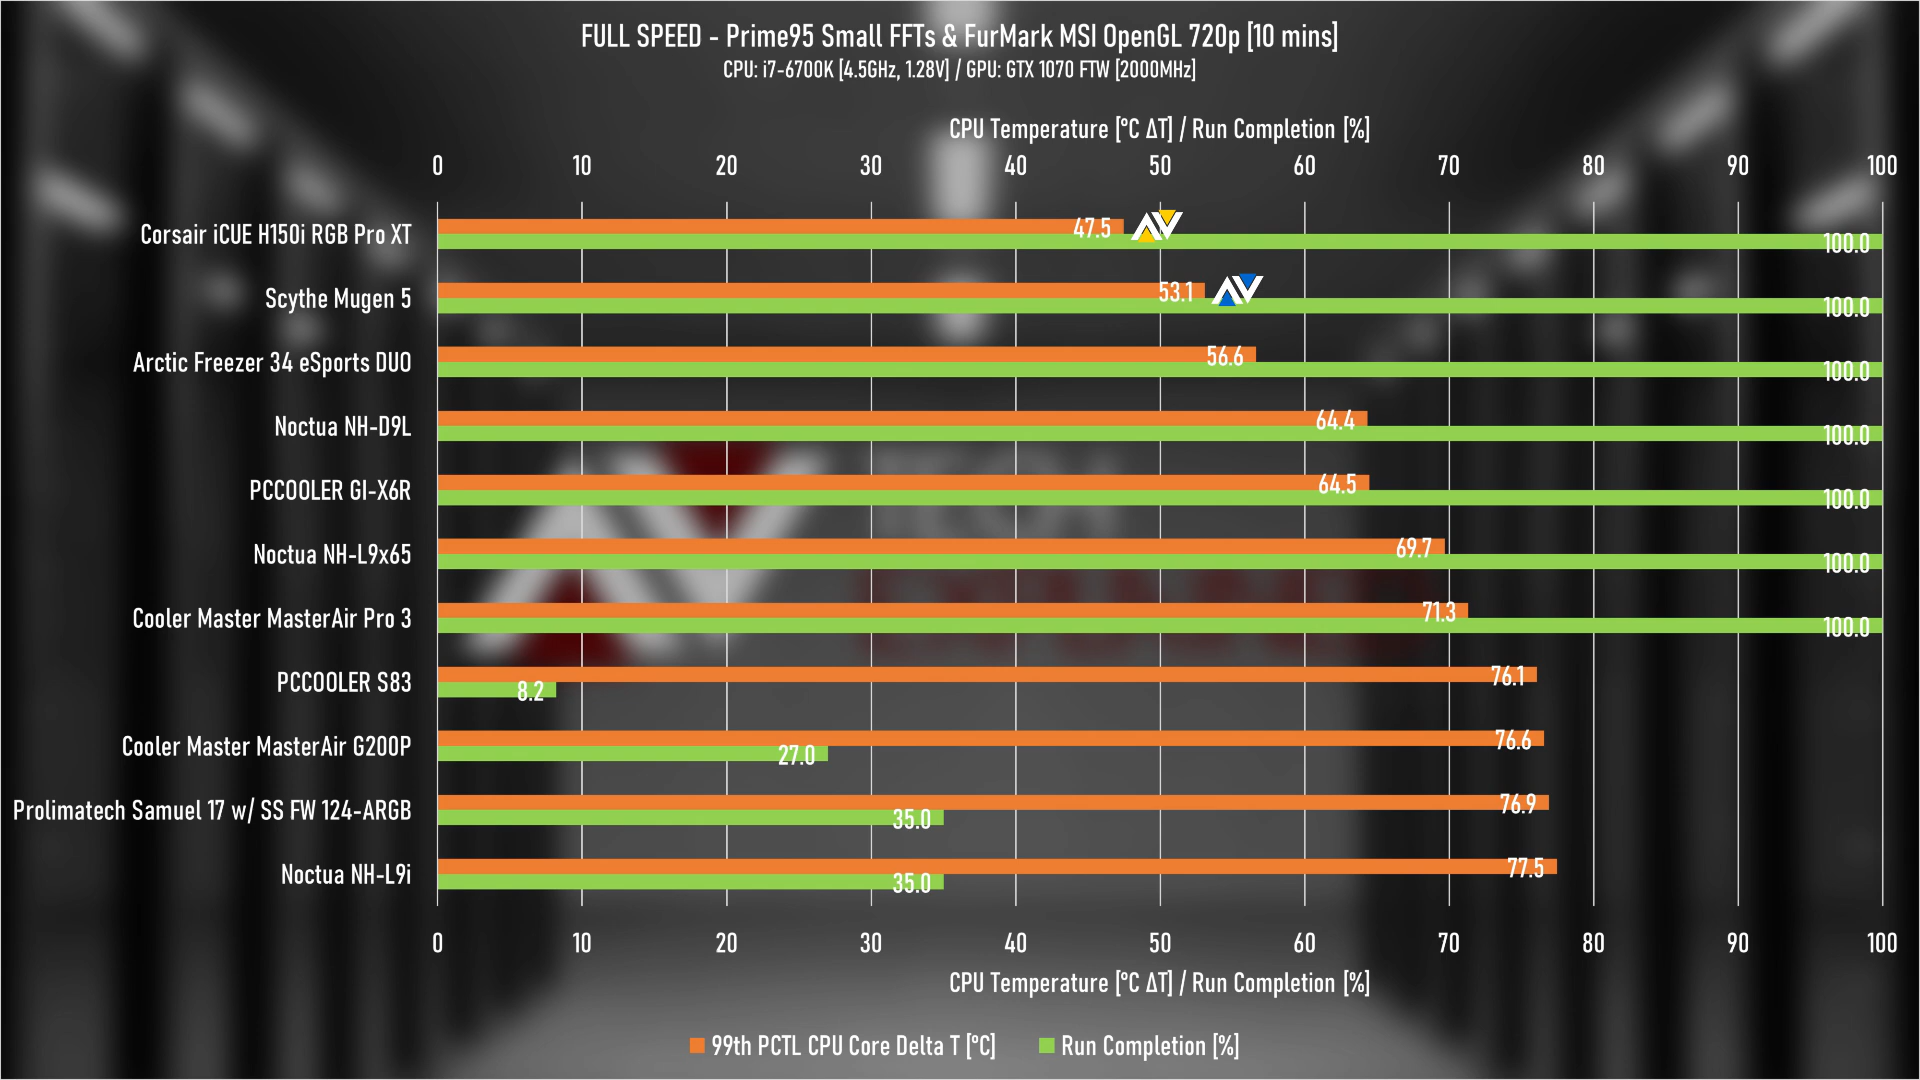 FULL SPEED - Prime95 Small FFTs & FurMark MSI OpenGL 720p [10 mins]
CPU: i7-6700K [4.5GHz, 1.28V] / GPU: GTX 1070 FTW [2000MHz]
CPU Temperature [°C ΔT] / Run Completion [%]
0 10 20 30 40 50 60 70 80 90 100
Corsair iCUE H150i RGB Pro XT 47.5 100.0
Scythe Mugen 5 53.1 100.0
Arctic Freezer 34 eSports DUO 56.6 100.0
Noctua NH-D9L 64.4 100.0
PCCOOLER GI-X6R 64.5 100.0
Noctua NH-L9x65 69.7 100.0
Cooler Master MasterAir Pro 3 71.3 100.0
PCCOOLER S83 76.1 8.2
Cooler Master MasterAir G200P 76.6 27.0
Prolimatech Samuel 17 w/ SS FW 124-ARGB 76.9 35.0
Noctua NH-L9i 77.5 35.0
0 10 20 30 40 50 60 70 80 90 100
CPU Temperature [°C ΔT] / Run Completion [%]
99th PCTL CPU Core Delta T [°C] Run Completion [%]